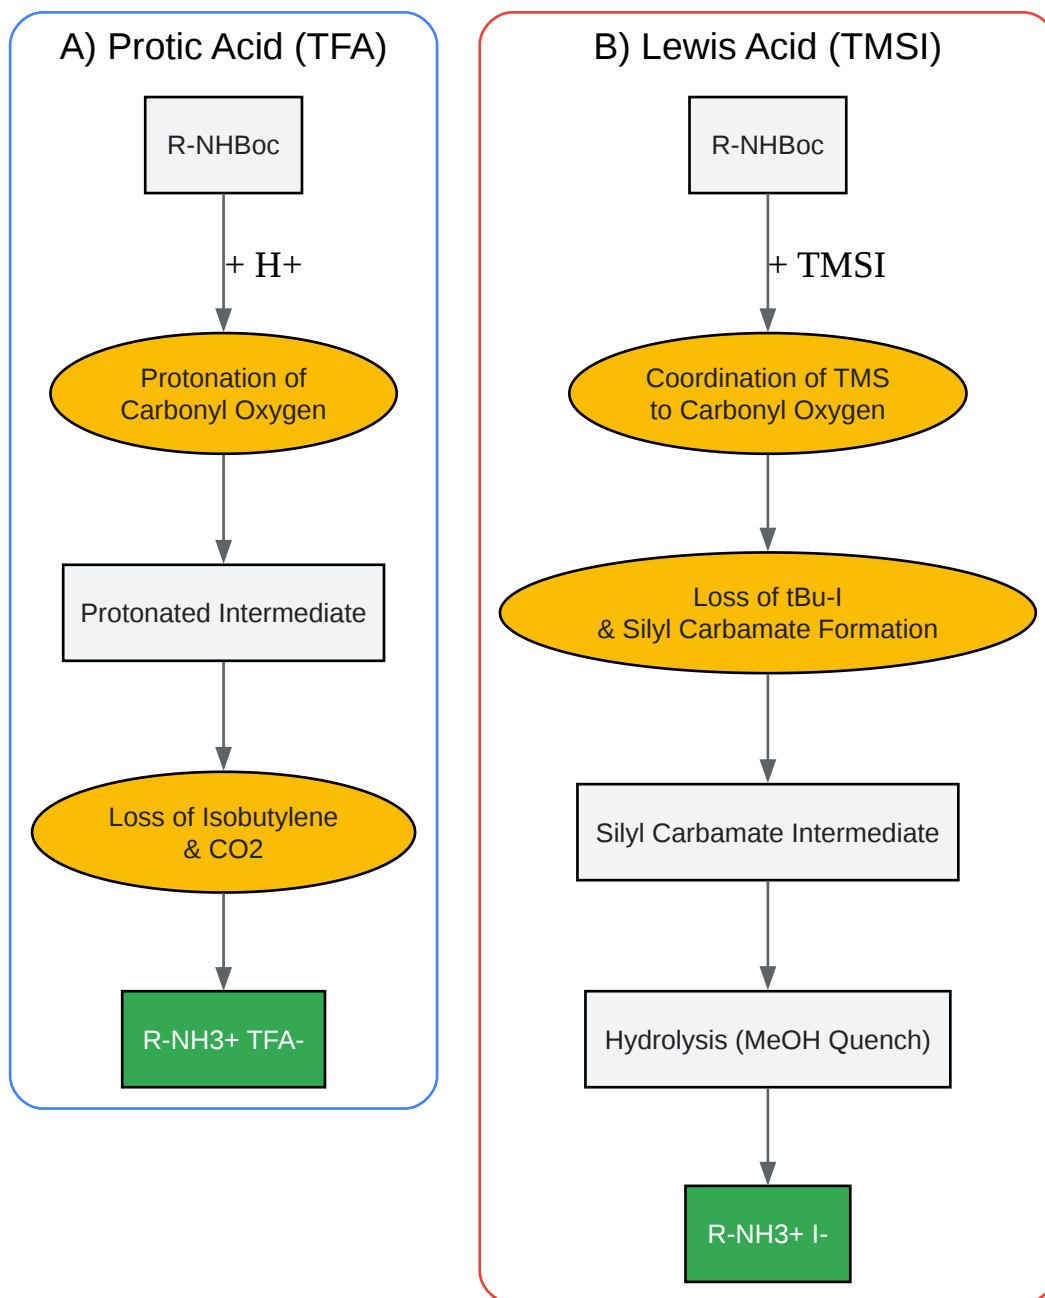 A) Protic Acid (TFA)
R-NHBoc
+ H+
Protonation of
Carbonyl Oxygen
Protonated Intermediate
Loss of Isobutylene
& CO2
R-NH3+ TFA-
B) Lewis Acid (TMSI)
R-NHBoc
+ TMSI
Coordination of TMS
to Carbonyl Oxygen
Loss of tBu-I
& Silyl Carbamate Formation
Silyl Carbamate Intermediate
Hydrolysis (MeOH Quench)
R-NH3+ I-